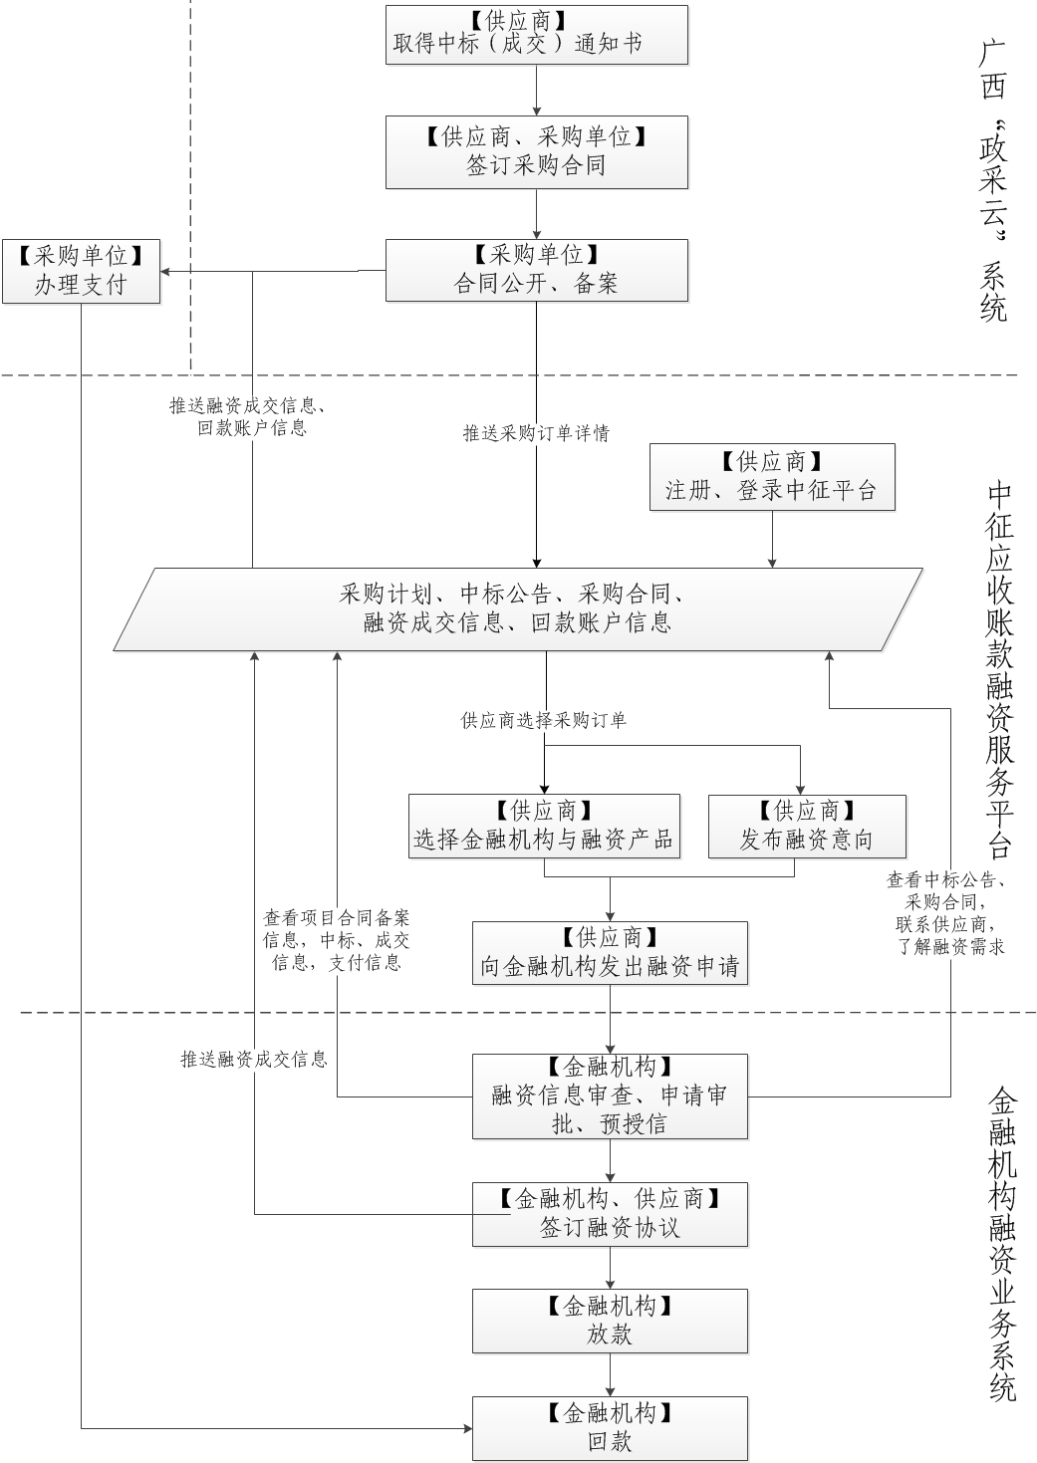 【供应商】
取得中标（成交）通知书
【供应商、采购单位】
签订采购合同
【采购单位】
合同公开、备案
【采购单位】
办理支付
广西“政采云”系统
推送融资成交信息、
回款账户信息
推送采购订单详情
【供应商】
注册、登录中征平台
采购计划、中标公告、采购合同、
融资成交信息、回款账户信息
中征应收账款融资服务平台
供应商选择采购订单
【供应商】
选择金融机构与融资产品
【供应商】
发布融资意向
查看中标公告、
采购合同，
联系供应商，
了解融资需求
查看项目合同备案
信息，中标、成交
信息，支付信息
【供应商】
向金融机构发出融资申请
推送融资成交信息
【金融机构】
融资信息审查、申请审
批、预授信
金融机构融资业务系统
【金融机构、供应商】
签订融资协议
【金融机构】
放款
【金融机构】
回款